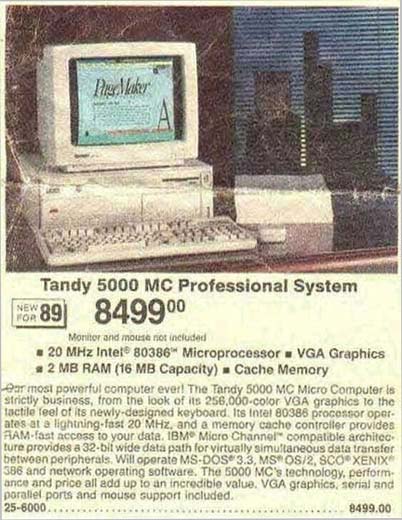 PageMaker
A
Tandy 5000 MC Professional System
NEW FOR 89
8499⁰⁰
Monitor and mouse not included
■ 20 MHz Intel® 80386™ Microprocessor ■ VGA Graphics
■ 2 MB RAM (16 MB Capacity) ■ Cache Memory
Our most powerful computer ever! The Tandy 5000 MC Micro Computer is
strictly business, from the look of its 256,000-color VGA graphics to the
tactile feel of its newly-designed keyboard. Its Intel 80386 processor oper-
ates at a lightning-fast 20 MHz, and a memory cache controller provides
RAM-fast access to your data. IBM® Micro Channel™ compatible architec-
ture provides a 32-bit wide data path for virtually simultaneous data transfer
between peripherals. Will operate MS-DOS® 3.3, MS® OS/2, SCO® XENIX®
386 and network operating software. The 5000 MC's technology, perform-
ance and price all add up to an incredible value. VGA graphics, serial and
parallel ports and mouse support included.
25-6000 8499.00